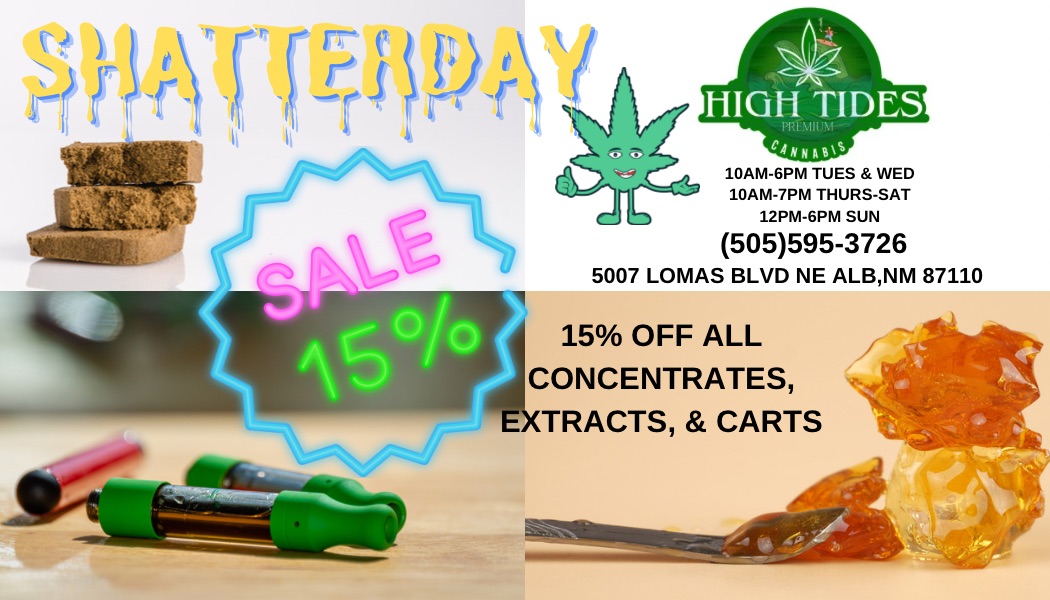 SHATTERDAY
HIGH TIDES
PREMIUM
CANNABIS
10AM-6PM TUES & WED
10AM-7PM THURS-SAT
12PM-6PM SUN
(505)595-3726
5007 LOMAS BLVD NE ALB,NM 87110
SALE
15%
15% OFF ALL
CONCENTRATES,
EXTRACTS, & CARTS